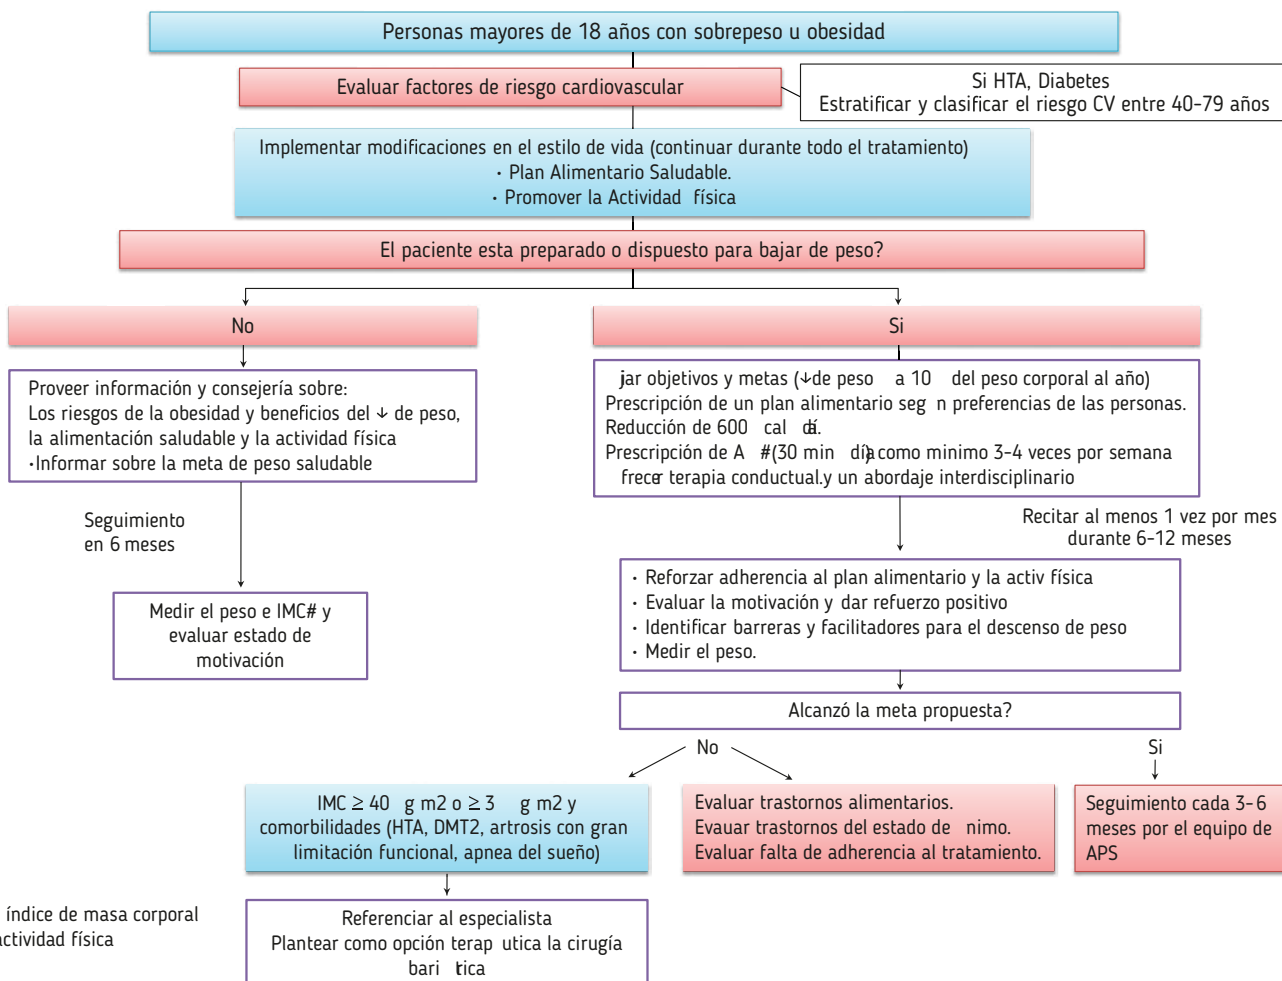 Personas mayores de 18 años con sobrepeso u obesidad
Evaluar factores de riesgo cardiovascular
Si HTA, Diabetes
Estratificar y clasificar el riesgo CV entre 40-79 años
Implementar modificaciones en el estilo de vida (continuar durante todo el tratamiento)
· Plan Alimentario Saludable.
· Promover la Actividad física
El paciente esta preparado o dispuesto para bajar de peso?
No
Si
Proveer información y consejería sobre:
Los riesgos de la obesidad y beneficios del ↓ de peso,
la alimentación saludable y la actividad física
·Informar sobre la meta de peso saludable
jar objetivos y metas (↓de peso a 10 del peso corporal al año)
Prescripción de un plan alimentario seg n preferencias de las personas.
Reducción de 600 cal
Prescripción de A #(30 min día como minimo 3-4 veces por semana
frecer terapia conductual.y un abordaje interdisciplinario
Seguimiento
en 6 meses
Recitar al menos 1 vez por mes
durante 6-12 meses
Medir el peso e IMC# y
evaluar estado de
motivación
· Reforzar adherencia al plan alimentario y la activ física
· Evaluar la motivación y dar refuerzo positivo
· Identificar barreras y facilitadores para el descenso de peso
· Medir el peso.
Alcanzó la meta propuesta?
No
Si
IMC ≥ 40 g m2 o ≥ 3 g m2 y
comorbilidades (HTA, DMT2, artrosis con gran
limitación funcional, apnea del sueño)
Evaluar trastornos alimentarios.
Evauar trastornos del estado de nimo.
Evaluar falta de adherencia al tratamiento.
Seguimiento cada 3-6
meses por el equipo de
APS
índice de masa corporal
actividad física
Referenciar al especialista
Plantear como opción terap utica la cirugía
bari tica